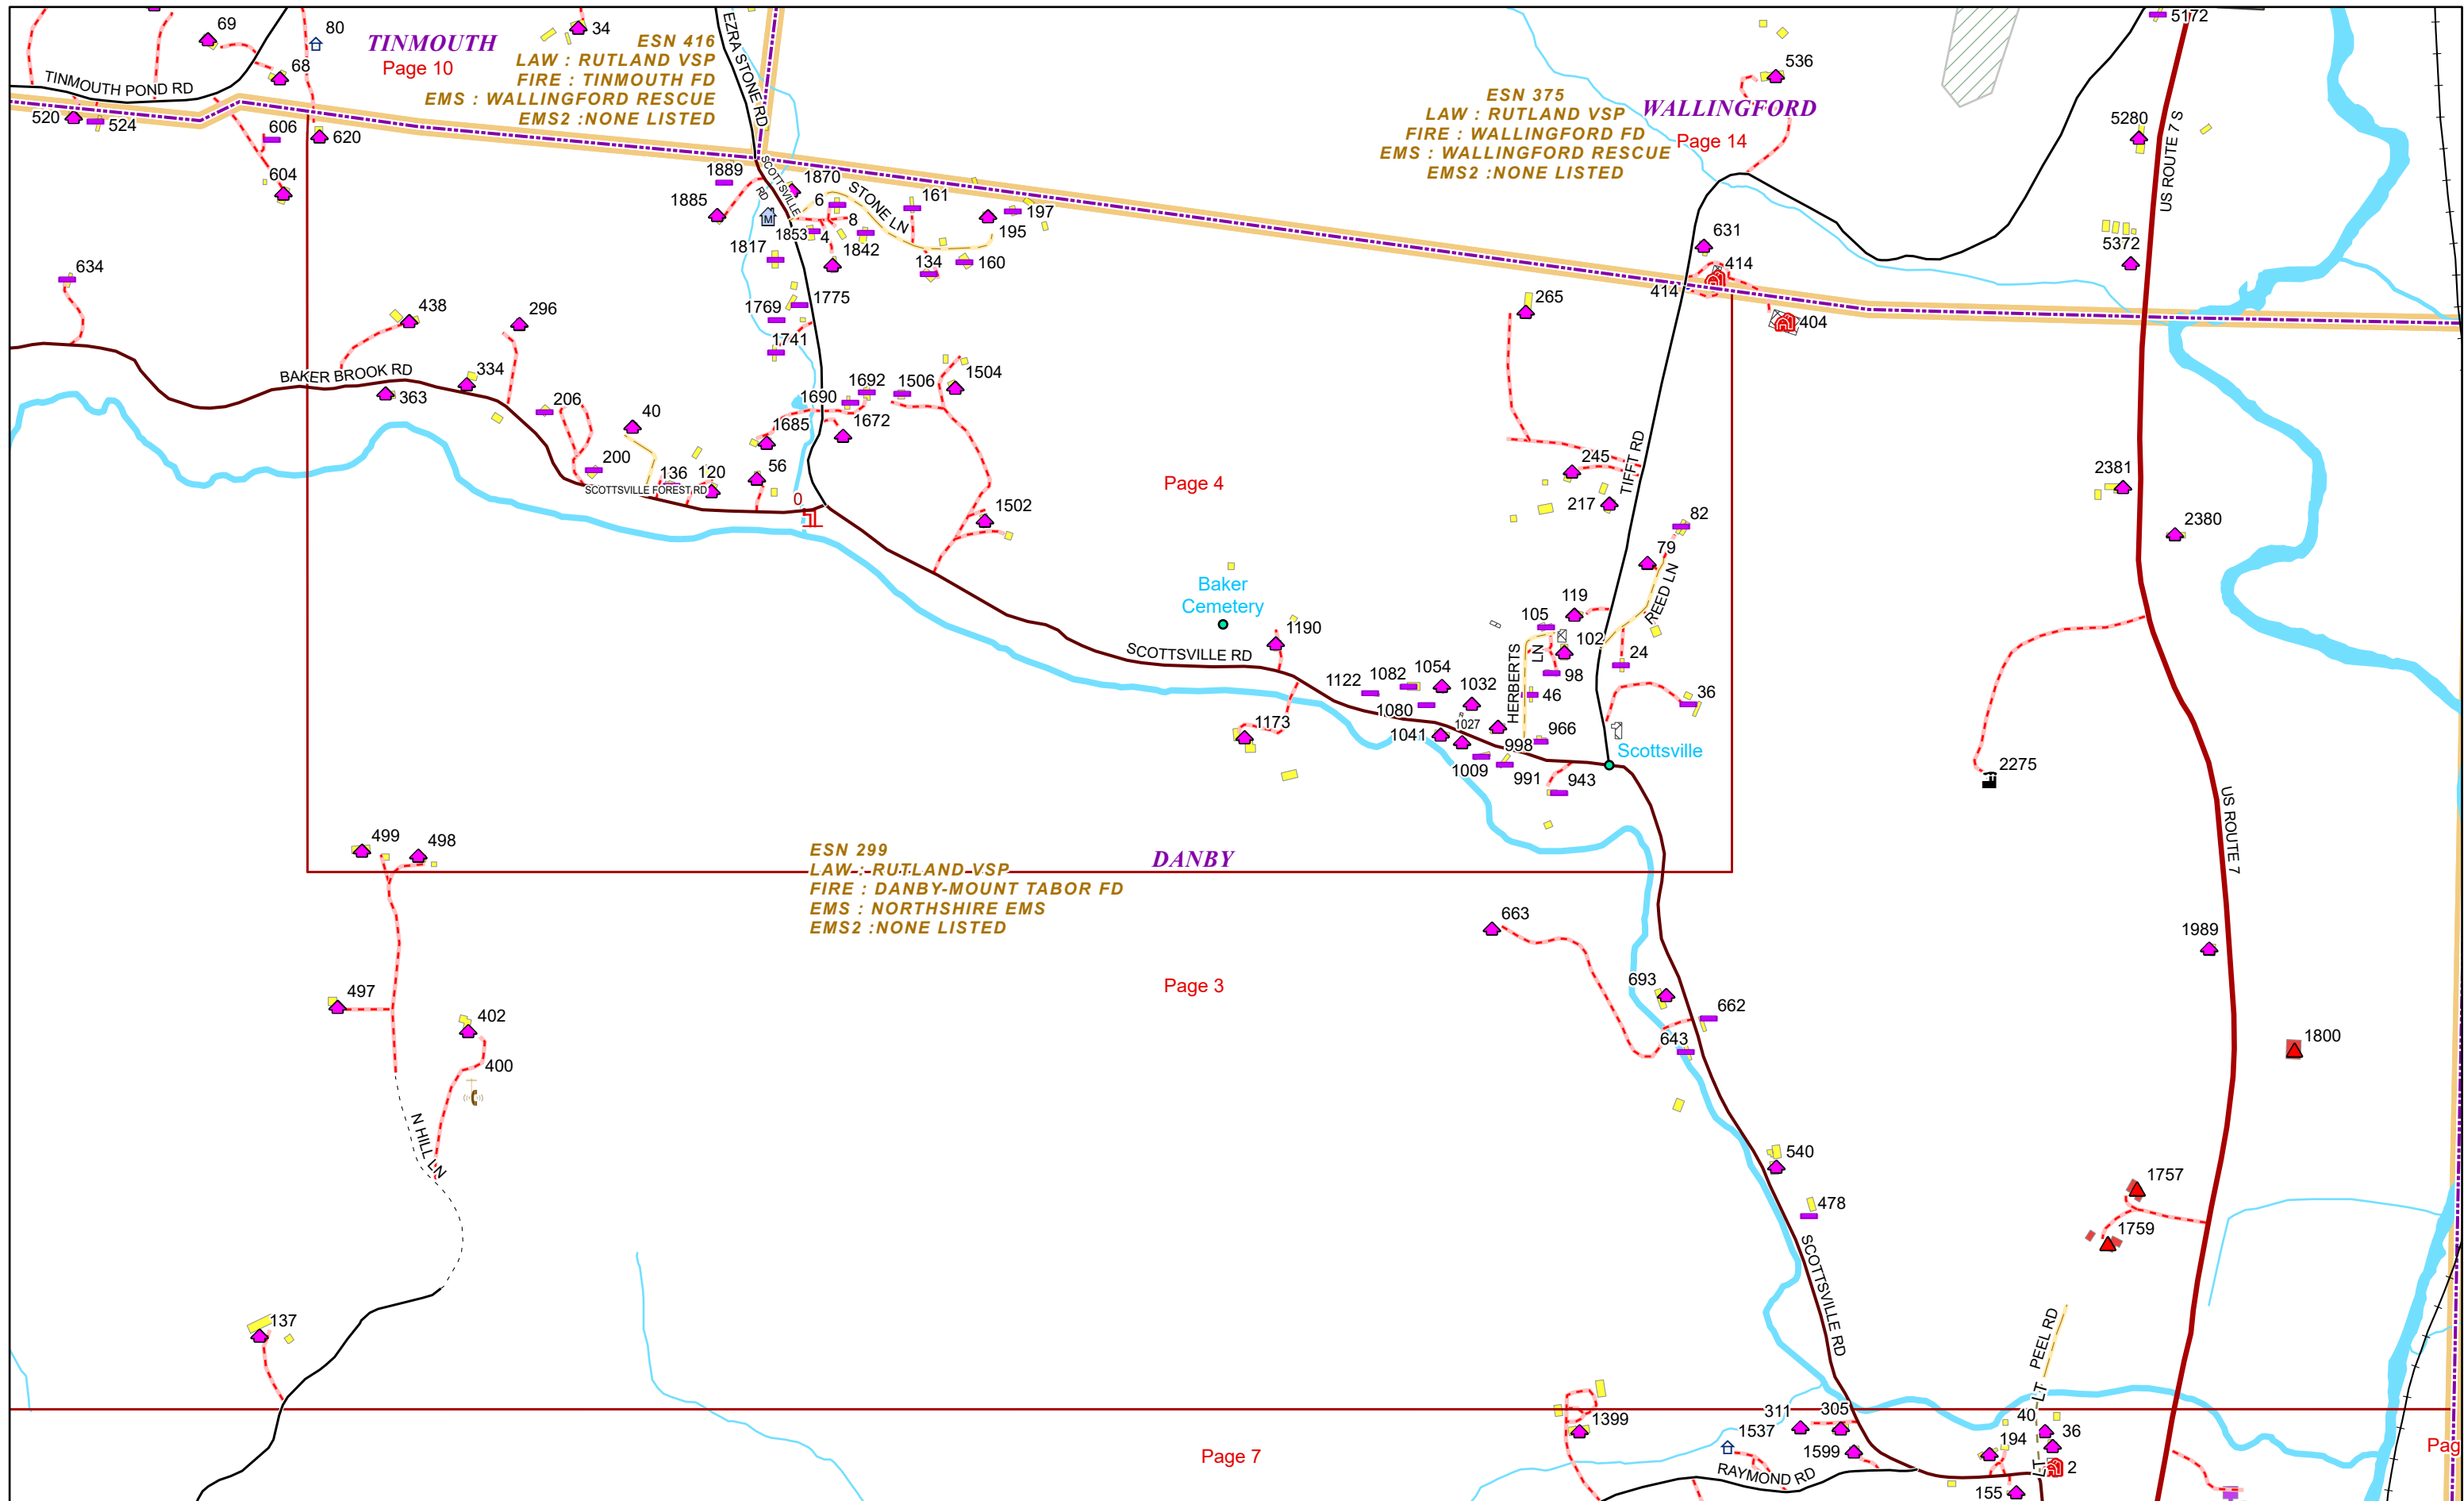 69
80
34
5172
TINMOUTH
Page 10
68
ESN 416
LAW : RUTLAND VSP
FIRE : TINMOUTH FD
EMS : WALLINGFORD RESCUE
EMS2 :NONE LISTED
EZRA STONE RD
536
TINMOUTH POND RD
520
524
606
620
604
ESN 375
LAW : RUTLAND VSP
FIRE : WALLINGFORD FD
EMS : WALLINGFORD RESCUE
EMS2 :NONE LISTED
WALLINGFORD
Page 14
5280
US ROUTE 7 S
5372
1889
1885
SCOTTSVILLE
RD
M
1870
6
8
STONE LN
161
197
195
1853
4
1842
1817
134
160
631
414
414
404
265
634
438
296
1769
1775
1741
BAKER BROOK RD
363
334
206
40
1690
1692
1506
1504
1685
1672
200
136
120
56
SCOTTSVILLE FOREST RD
0
1502
Page 4
245
217
TIFFT RD
82
79
REED LN
2381
2380
Baker
Cemetery
1190
119
105
102
SCOTTSVILLE RD
HERBERTS
LN
24
98
46
36
1122
1082
1054
1032
1080
1027
1173
1041
998
966
1009
991
943
Scottsville
2275
US ROUTE 7
499
498
ESN 299
LAW : RUTLAND VSP
FIRE : DANBY-MOUNT TABOR FD
EMS : NORTHSHIRE EMS
EMS2 :NONE LISTED
DANBY
663
1989
Page 3
497
402
400
693
662
643
1800
N HILL LN
540
478
1757
1759
SCOTTSVILLE RD
137
PEEL RD
LT
1399
311
305
1537
1599
RAYMOND RD
40
36
194
LT
2
155
Page 7
Pag